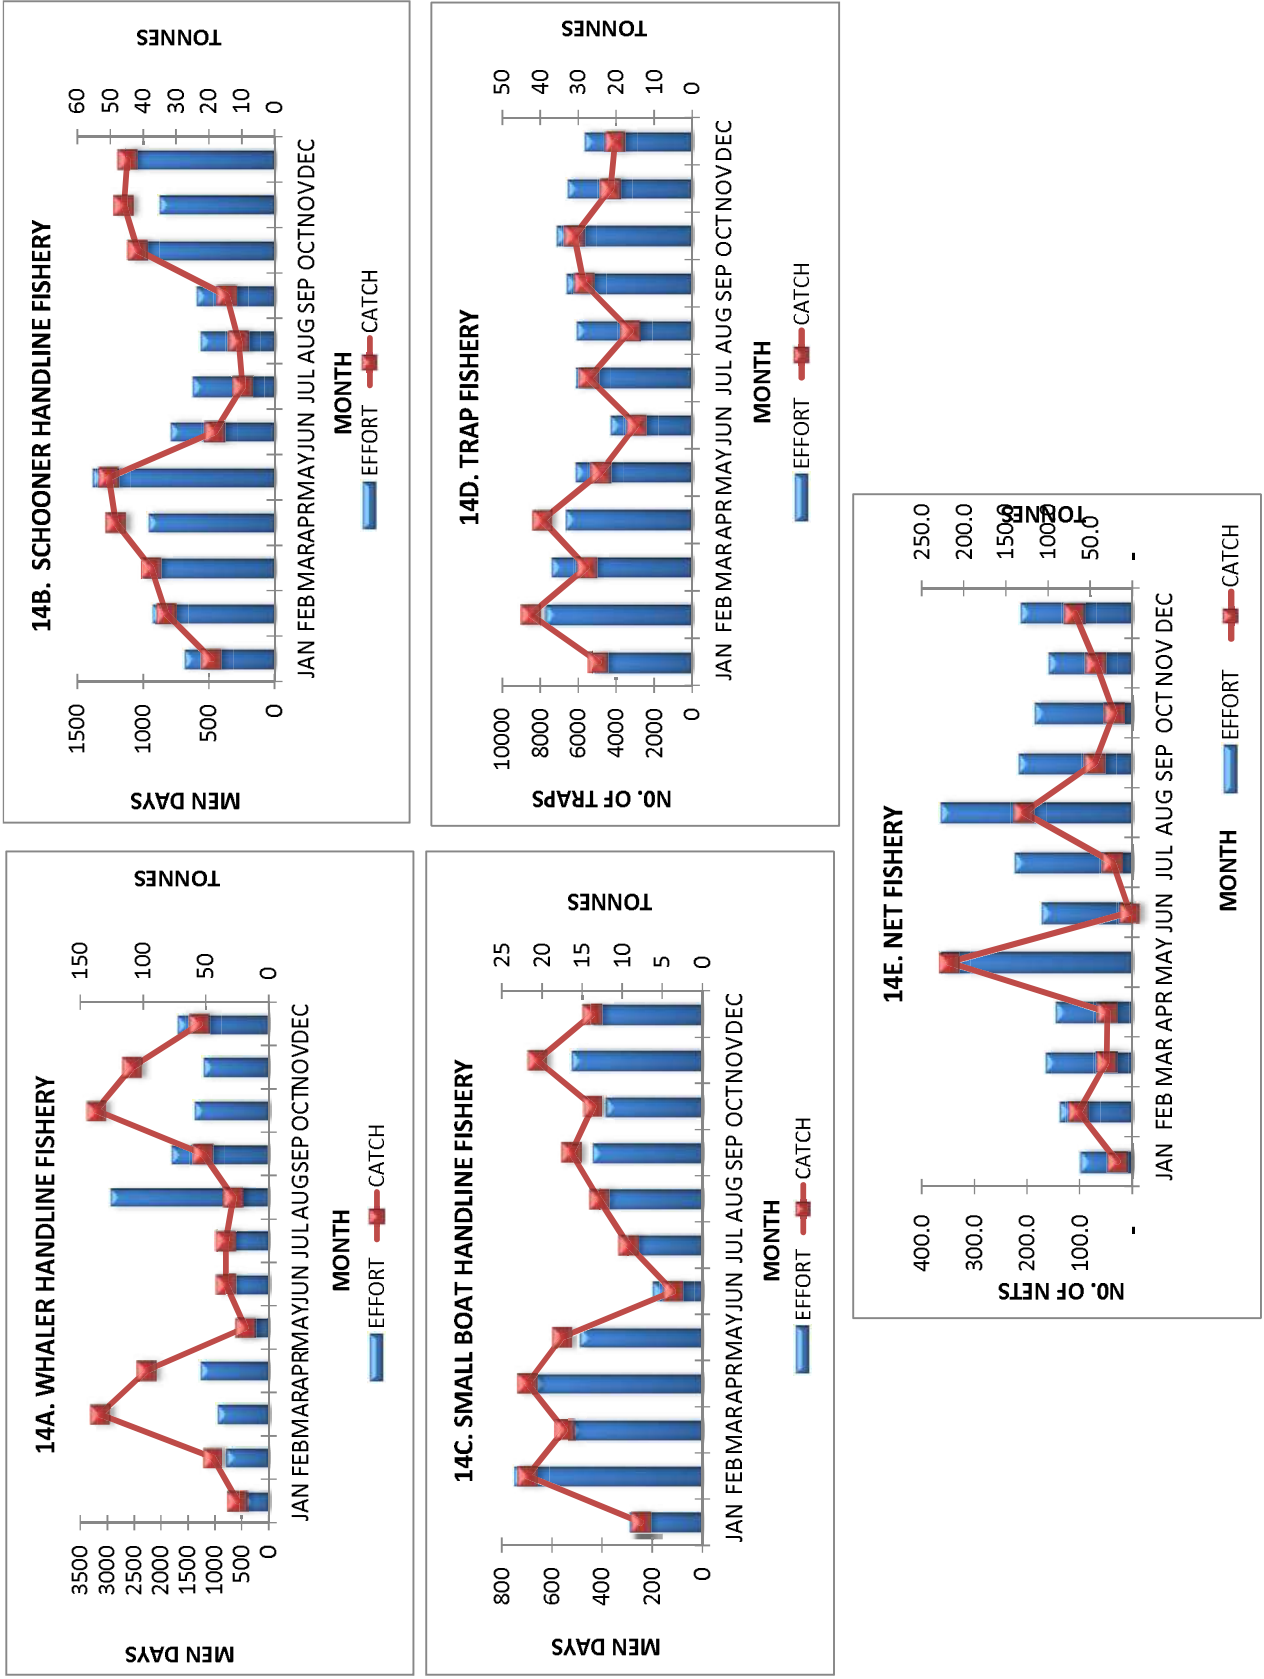 14A. WHALER HANDLINE FISHERY
MEN DAYS
3500
3000
2500
2000
1500
1000
500
0
150
100
50
0
TONNES
JAN FEB MAR APR MAY JUN JUL AUG SEP OCT NOV DEC
MONTH
EFFORT CATCH
14B. SCHOONER HANDLINE FISHERY
MEN DAYS
1500
1000
500
0
60
50
40
30
20
10
0
TONNES
JAN FEB MAR APR MAY JUN JUL AUG SEP OCT NOV DEC
MONTH
EFFORT CATCH
14C. SMALL BOAT HANDLINE FISHERY
MEN DAYS
800
600
400
200
0
25
20
15
10
5
0
TONNES
JAN FEB MAR APR MAY JUN JUL AUG SEP OCT NOV DEC
MONTH
EFFORT CATCH
14D. TRAP FISHERY
N0. OF TRAPS
10000
8000
6000
4000
2000
0
50
40
30
20
10
0
TONNES
JAN FEB MAR APR MAY JUN JUL AUG SEP OCT NOV DEC
MONTH
EFFORT CATCH
14E. NET FISHERY
N0. OF NETS
400.0
300.0
200.0
100.0
-
250.0
200.0
150.0
100.0
50.0
-
TONNES
JAN FEB MAR APR MAY JUN JUL AUG SEP OCT NOV DEC
MONTH
EFFORT CATCH